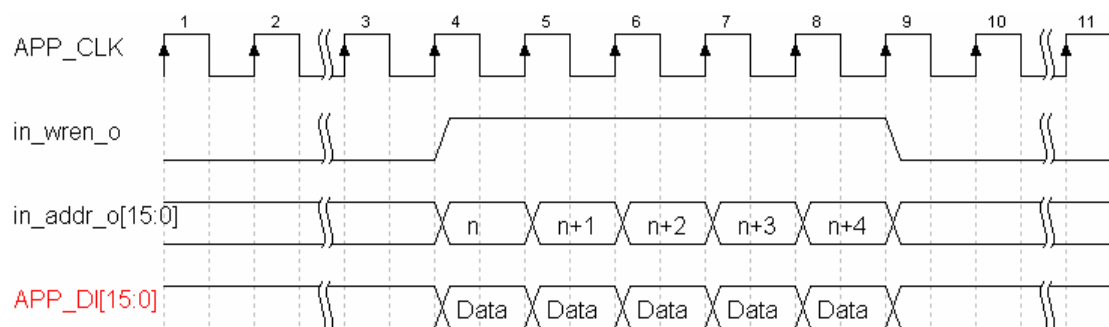 1 2 3 4 5 6 7 8 9 10 11
APP_CLK
in_wren_o
in_addr_o[15:0] n n+1 n+2 n+3 n+4
APP_DI[15:0] Data Data Data Data Data